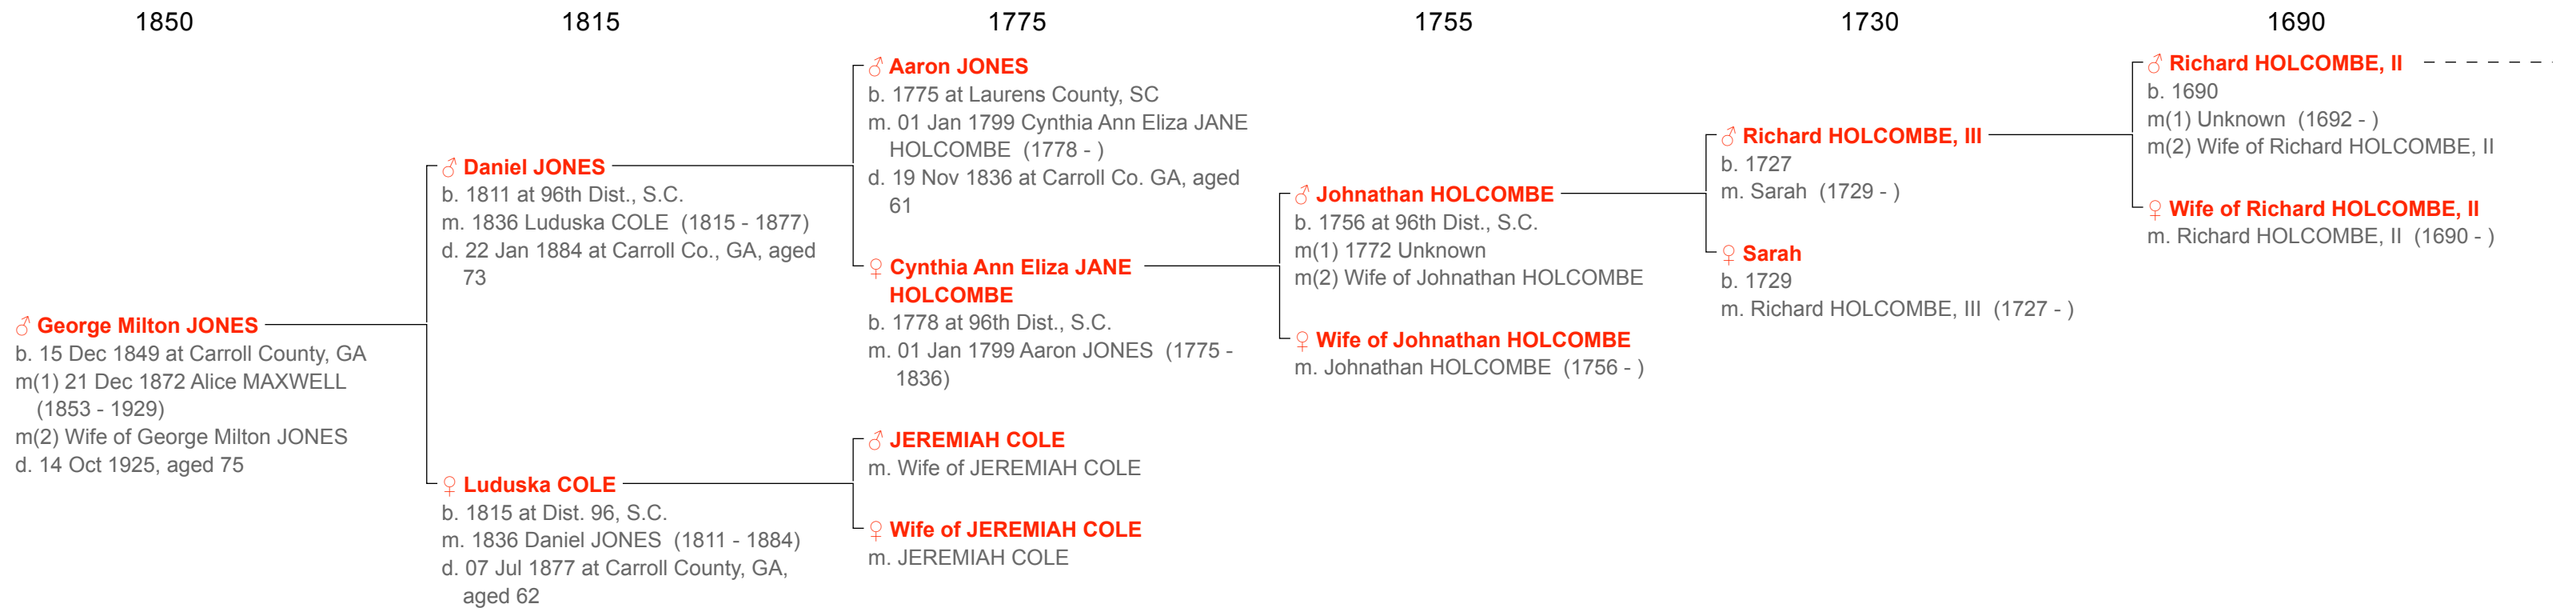 1850
1815
1775
1755
1730
1690
♂ George Milton JONES
b. 15 Dec 1849 at Carroll County, GA
m(1) 21 Dec 1872 Alice MAXWELL
(1853 - 1929)
m(2) Wife of George Milton JONES
d. 14 Oct 1925, aged 75
♂ Daniel JONES
b. 1811 at 96th Dist., S.C.
m. 1836 Luduska COLE (1815 - 1877)
d. 22 Jan 1884 at Carroll Co., GA, aged
73
♀ Luduska COLE
b. 1815 at Dist. 96, S.C.
m. 1836 Daniel JONES (1811 - 1884)
d. 07 Jul 1877 at Carroll County, GA,
aged 62
♂ Aaron JONES
b. 1775 at Laurens County, SC
m. 01 Jan 1799 Cynthia Ann Eliza JANE
HOLCOMBE (1778 - )
d. 19 Nov 1836 at Carroll Co. GA, aged
61
♀ Cynthia Ann Eliza JANE
HOLCOMBE
b. 1778 at 96th Dist., S.C.
m. 01 Jan 1799 Aaron JONES (1775 -
1836)
♂ JEREMIAH COLE
m. Wife of JEREMIAH COLE
♀ Wife of JEREMIAH COLE
m. JEREMIAH COLE
♂ Johnathan HOLCOMBE
b. 1756 at 96th Dist., S.C.
m(1) 1772 Unknown
m(2) Wife of Johnathan HOLCOMBE
♀ Wife of Johnathan HOLCOMBE
m. Johnathan HOLCOMBE (1756 - )
♂ Richard HOLCOMBE, III
b. 1727
m. Sarah (1729 - )
♀ Sarah
b. 1729
m. Richard HOLCOMBE, III (1727 - )
♂ Richard HOLCOMBE, II
b. 1690
m(1) Unknown (1692 - )
m(2) Wife of Richard HOLCOMBE, II
♀ Wife of Richard HOLCOMBE, II
m. Richard HOLCOMBE, II (1690 - )